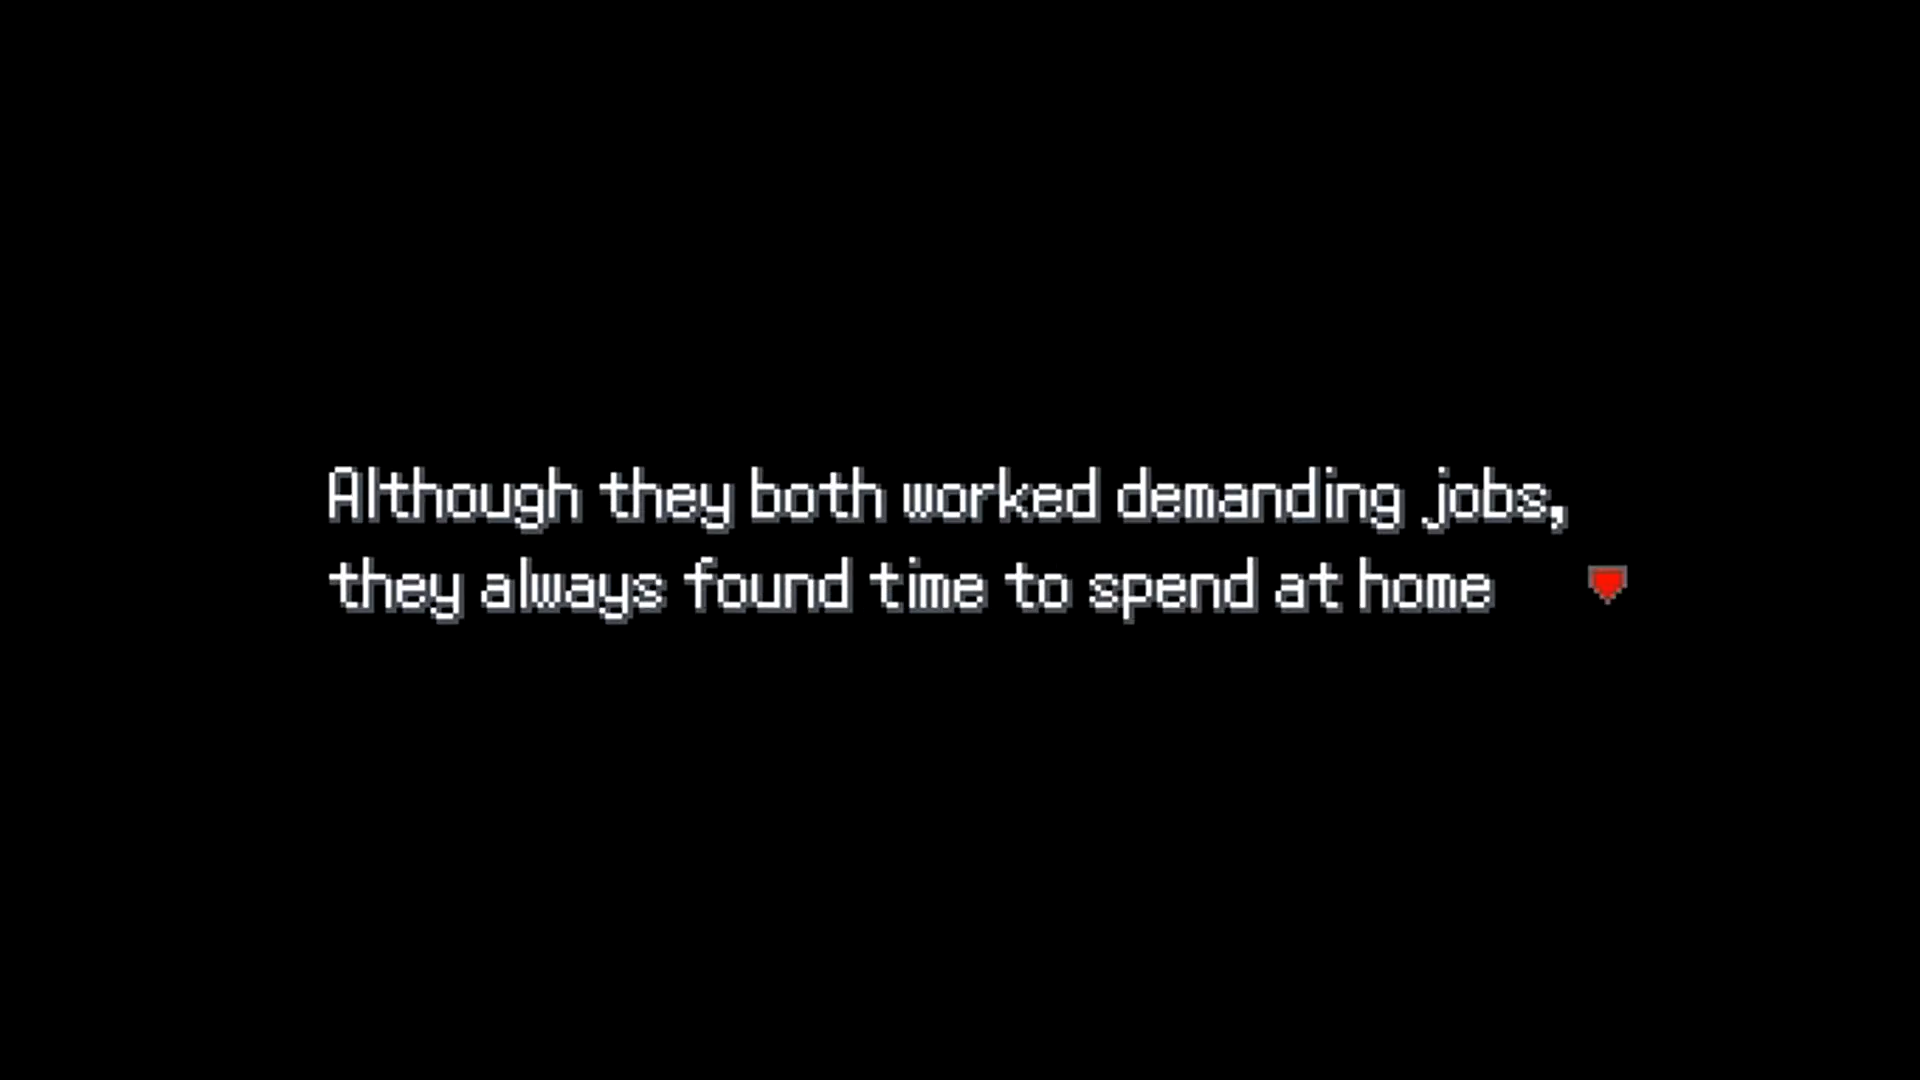 Although they both worked demanding jobs,
they always found time to spend at home